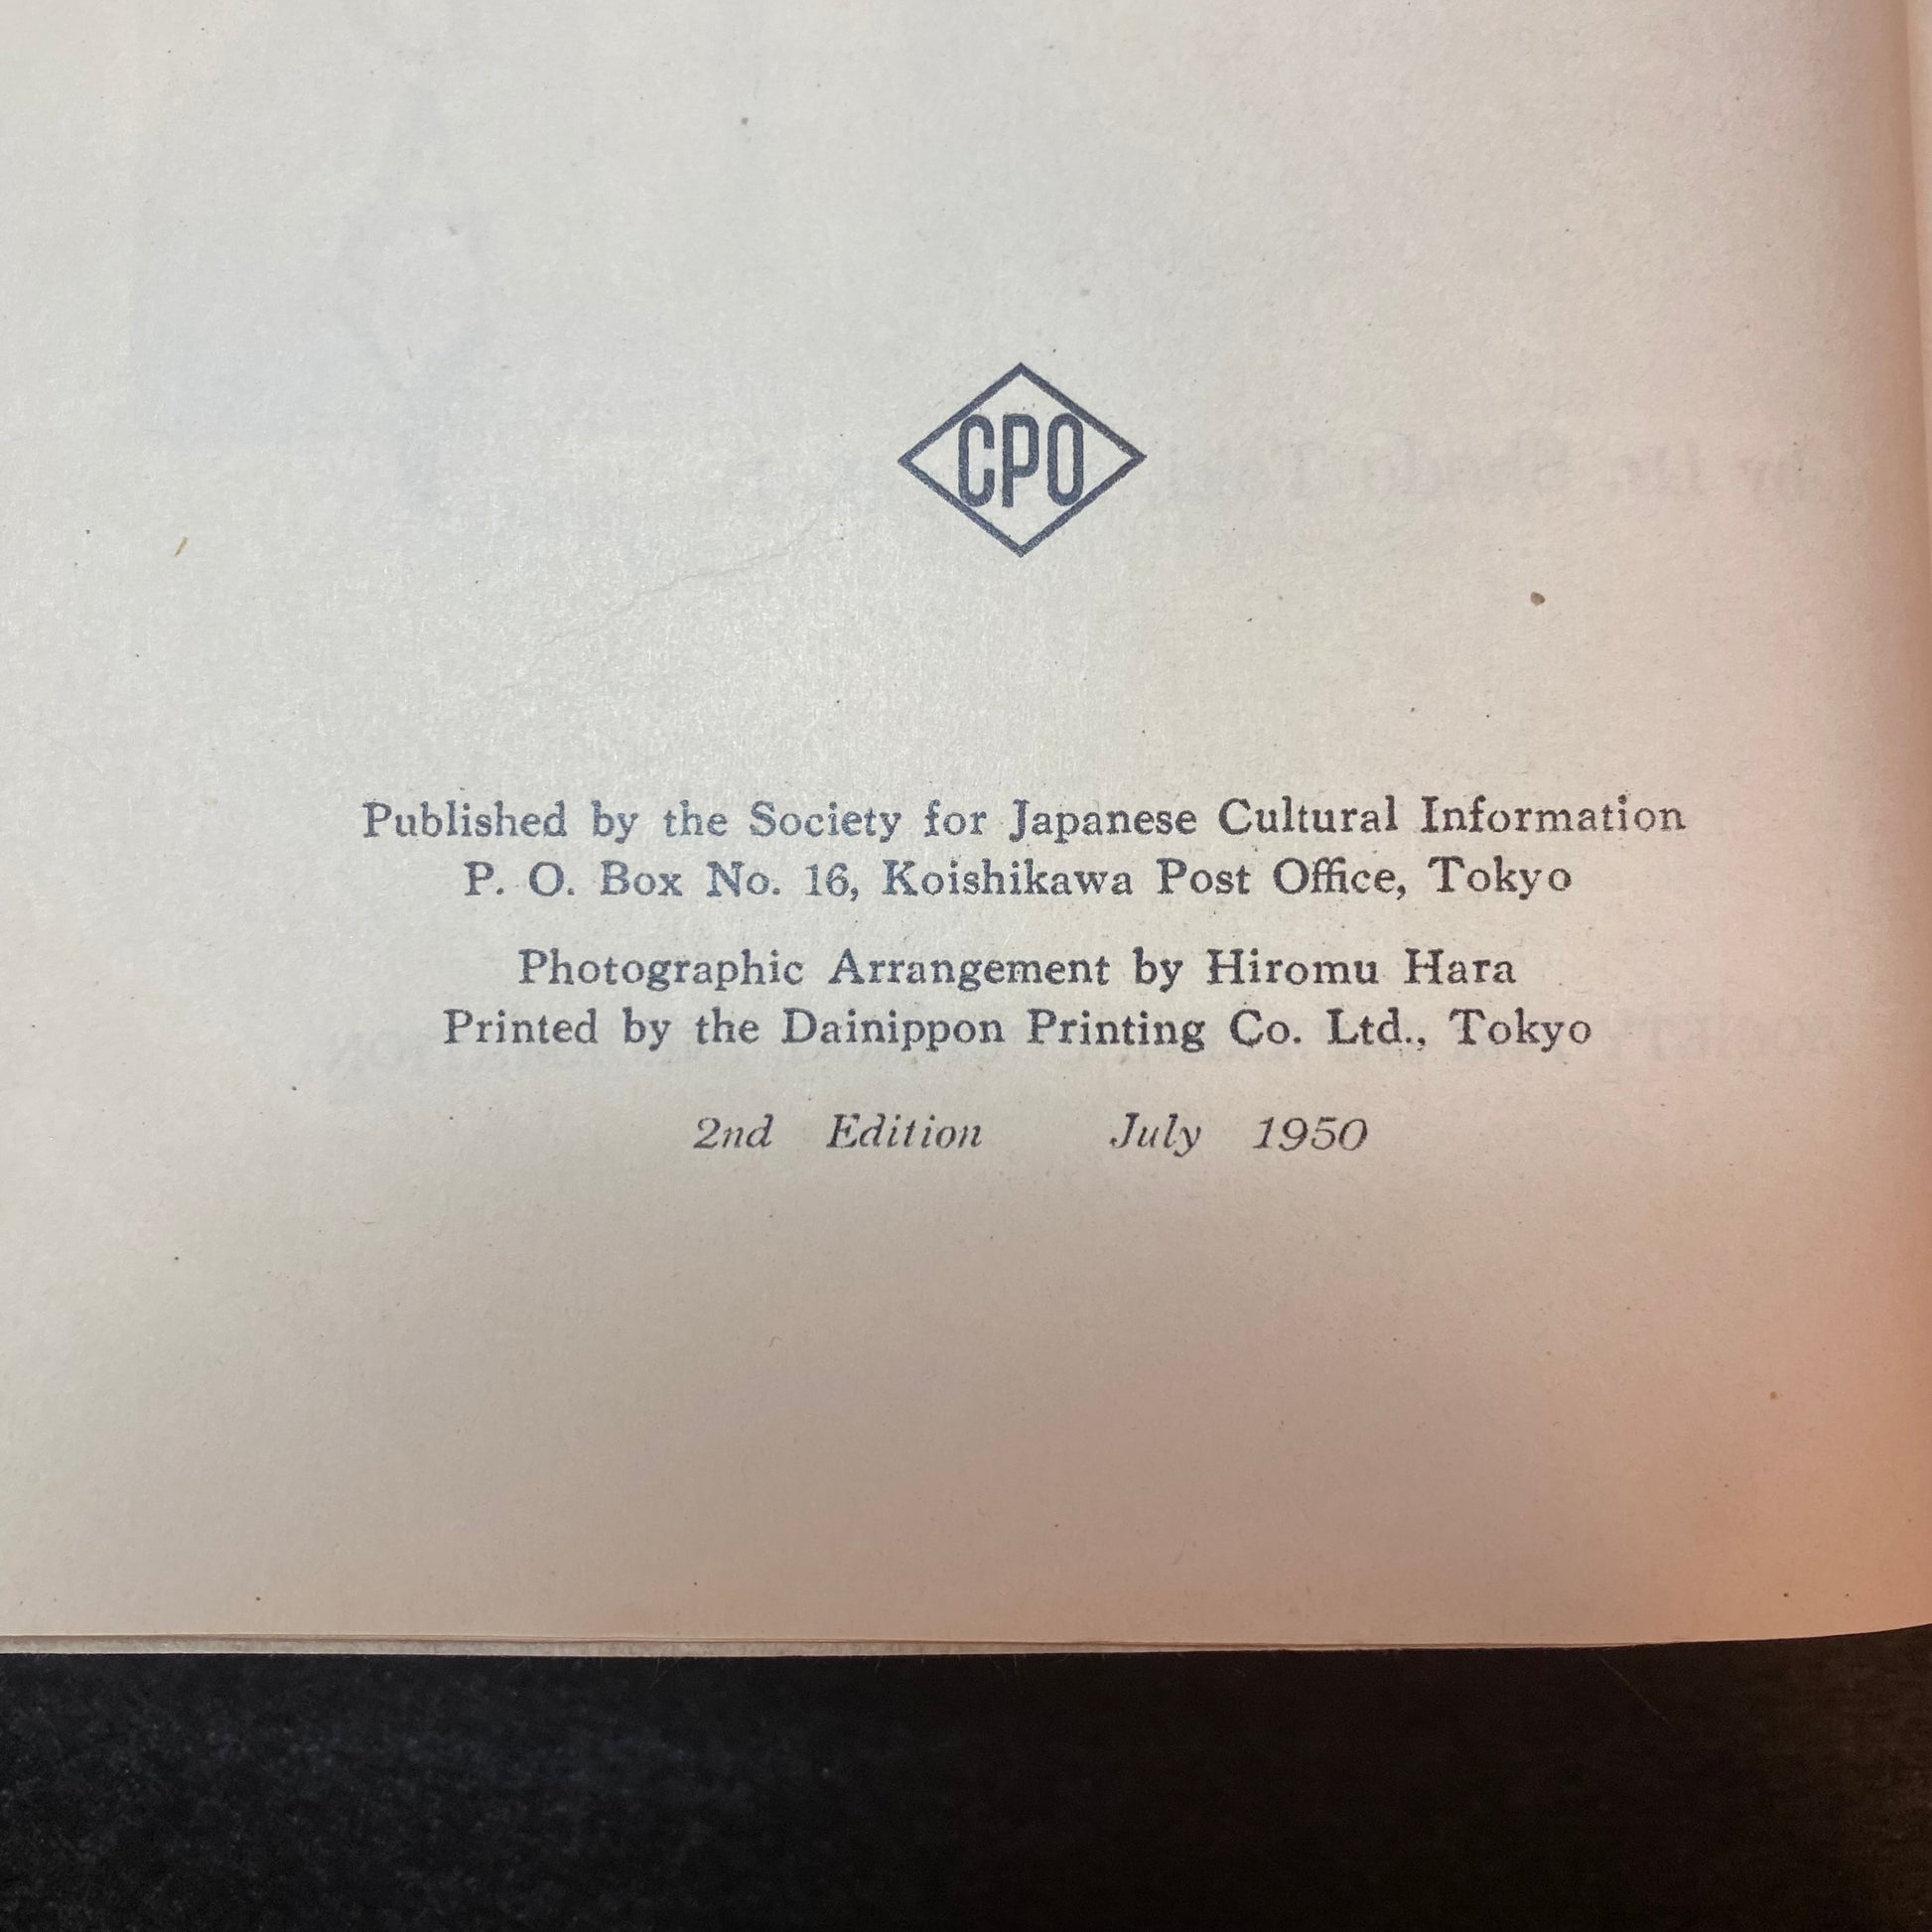 CPO
Published by the Society for Japanese Cultural Information
P. O. Box No. 16, Koishikawa Post Office, Tokyo
Photographic Arrangement by Hiromu Hara
Printed by the Dainippon Printing Co. Ltd., Tokyo
2nd Edition July 1950